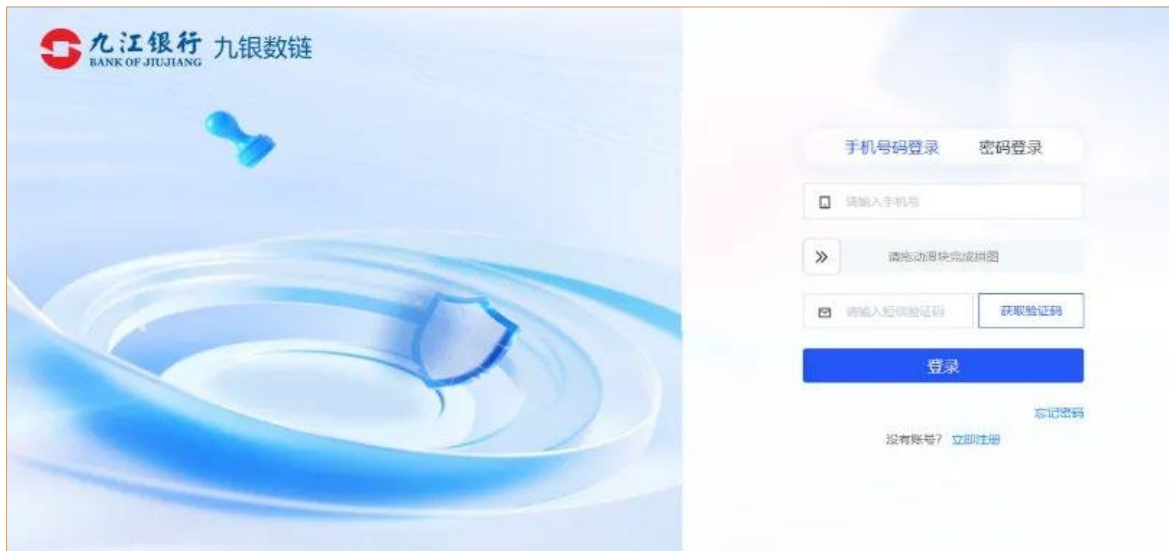 九江银行 九银数链
BANK OF JIUJIANG
手机号码登录 密码登录
请输入手机号
请拖动滑块完成拼图
请输入短信验证码 获取验证码
登录
忘记密码
没有账号? 立即注册